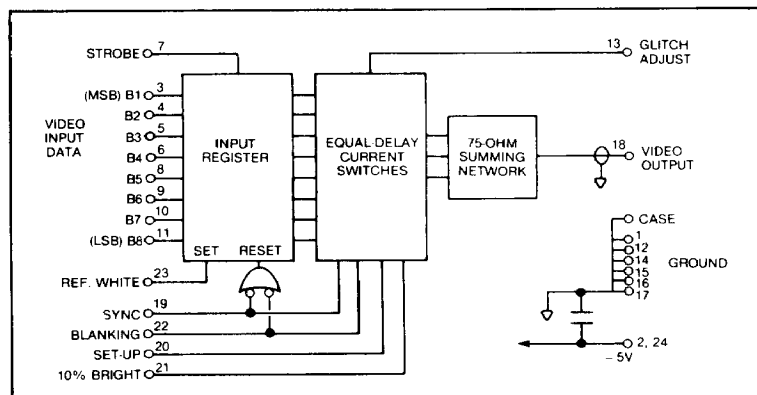 STROBE 7
13 GLITCH
ADJUST
(MSB) B1 3
B2 4
B3 5
B4 6
B5 8
B6 9
B7 10
(LSB) B8 11
VIDEO
INPUT
DATA
INPUT
REGISTER
SET RESET
EQUAL-DELAY
CURRENT
SWITCHES
75-OHM
SUMMING
NETWORK
18 VIDEO
OUTPUT
REF. WHITE 23
SYNC 19
BLANKING 22
SET-UP 20
10% BRIGHT 21
CASE
1
12
14
15
16
17
GROUND
2, 24
– 5V